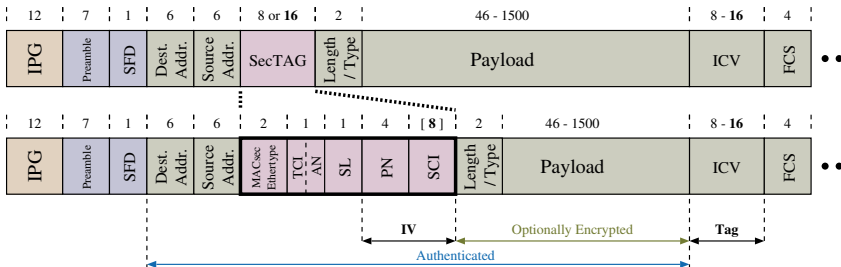 12 7 1 6 6 8 or 16 2 46 - 1500 8 - 16 4
IPG Preamble SFD Dest. Addr. Source Addr. SecTAG Length / Type Payload ICV FCS
12 7 1 6 6 2 1 1 4 [ 8 ] 2 46 - 1500 8 - 16 4
IPG Preamble SFD Dest. Addr. Source Addr. MACsec Ethertype TCI AN SL PN SCI Length / Type Payload ICV FCS
IV Optionally Encrypted Tag
Authenticated